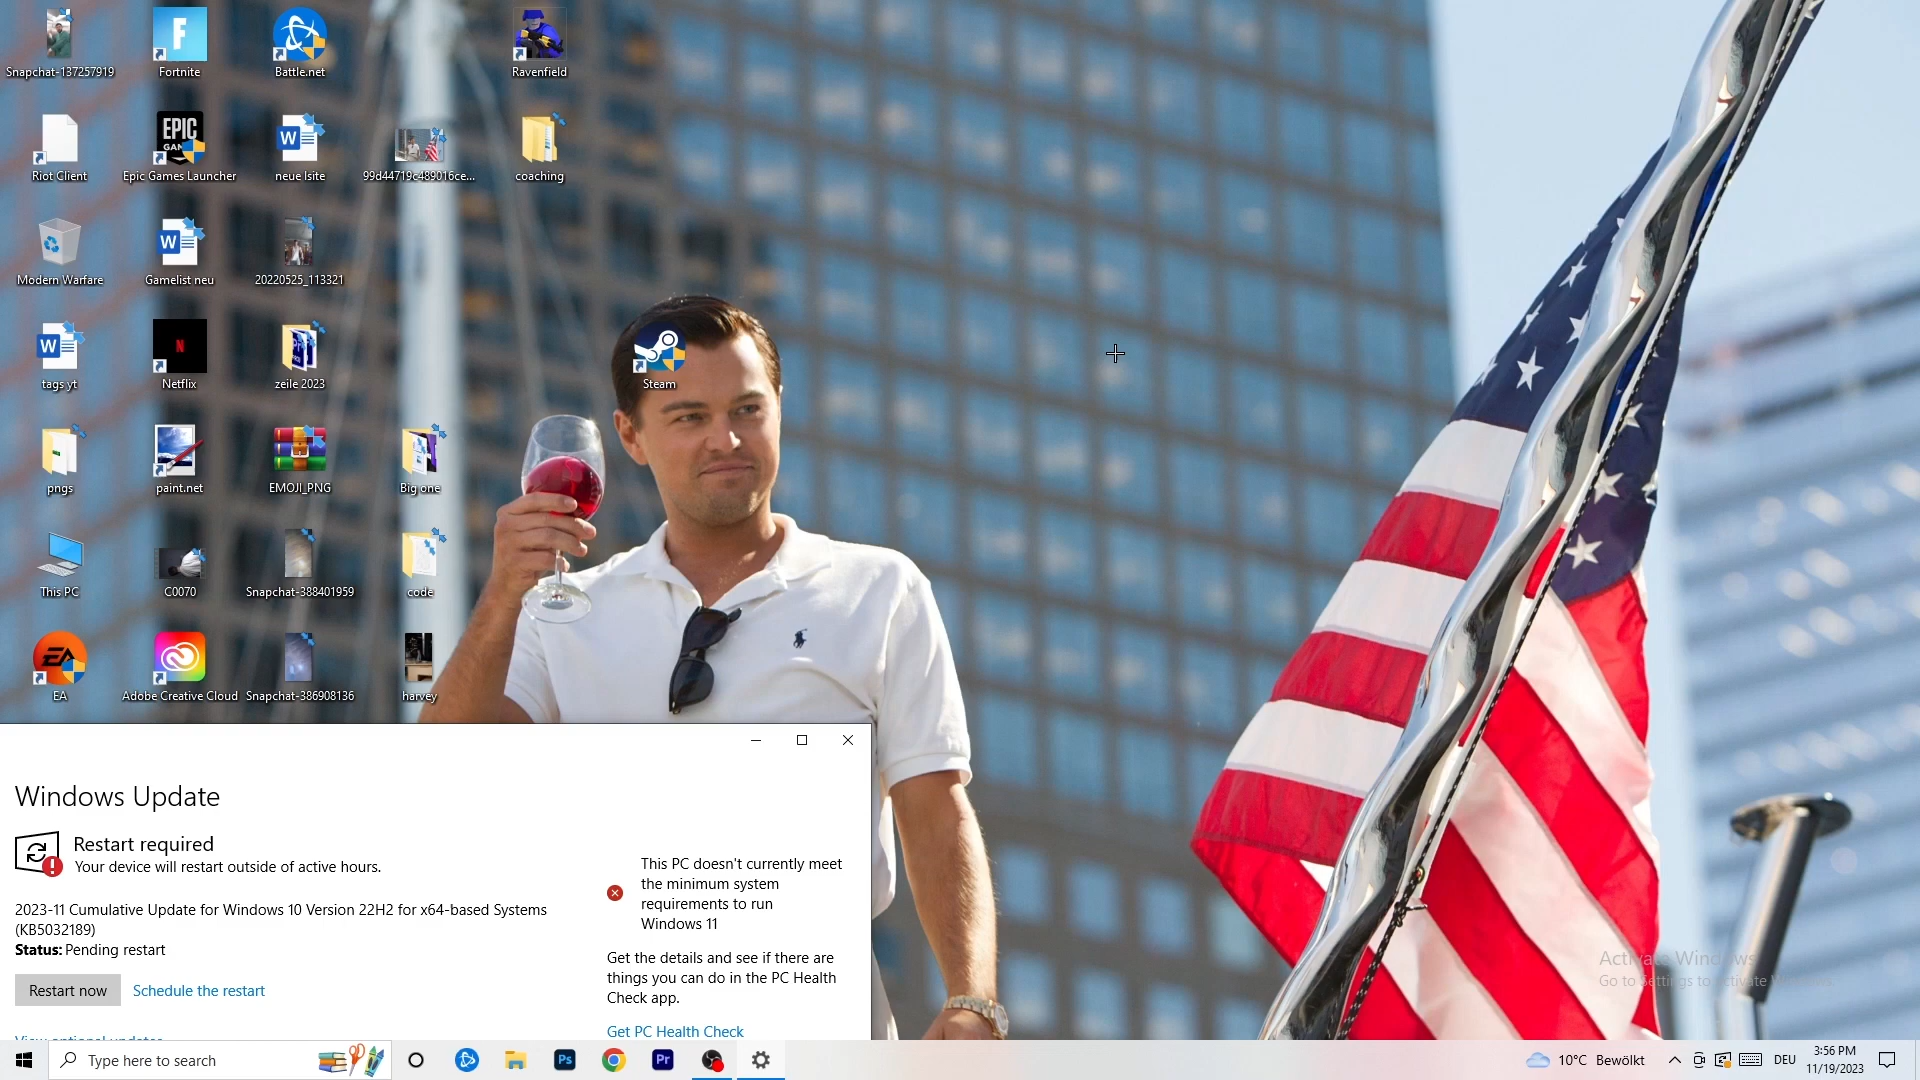 Snapchat-137257919
Fortnite
Battle.net
Ravenfield
Riot Client
EPIC
GAM
Epic Games Launcher
neue lsite
99d44719c489016ce...
coaching
Modern Warfare
Gamelist neu
20220525_113321
tags yt
Netflix
zeile 2023
Steam
pngs
paint.net
EMOJI_PNG
Big one
This PC
C0070
Snapchat-388401959
code
EA
Adobe Creative Cloud
Snapchat-386908136
harvey
Windows Update
Restart required
Your device will restart outside of active hours.
2023-11 Cumulative Update for Windows 10 Version 22H2 for x64-based Systems
(KB5032189)
Status: Pending restart
Restart now
Schedule the restart
View optional updates
This PC doesn't currently meet
the minimum system
requirements to run
Windows 11
Get the details and see if there are
things you can do in the PC Health
Check app.
Get PC Health Check
Activate Windows
Go to Settings to activate Windows.
Type here to search
Ps
Pr
10°C Bewölkt
DEU
3:56 PM
11/19/2023